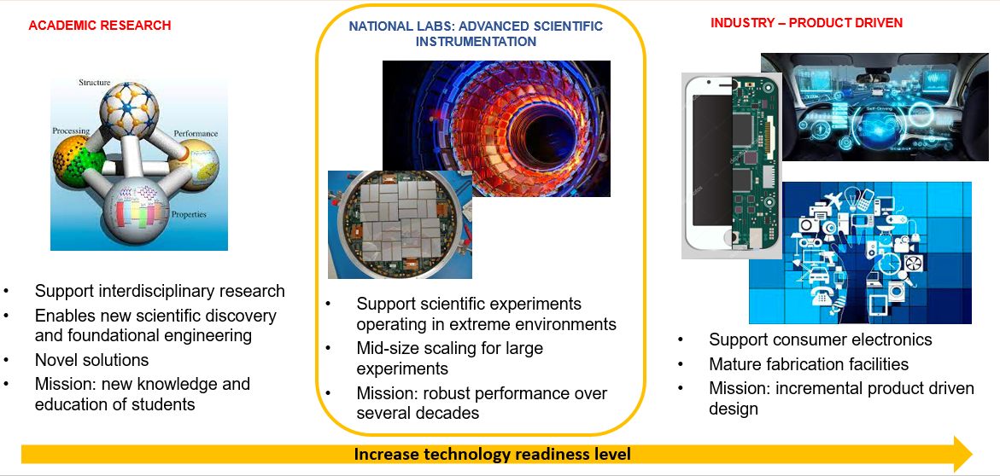 ACADEMIC RESEARCH
Structure
Processing
Performance
Properties
• Support interdisciplinary research
• Enables new scientific discovery
and foundational engineering
• Novel solutions
• Mission: new knowledge and
education of students
NATIONAL LABS: ADVANCED SCIENTIFIC
INSTRUMENTATION
• Support scientific experiments
operating in extreme environments
• Mid-size scaling for large
experiments
• Mission: robust performance over
several decades
INDUSTRY – PRODUCT DRIVEN
Self-Driving
• Support consumer electronics
• Mature fabrication facilities
• Mission: incremental product driven
design
Increase technology readiness level